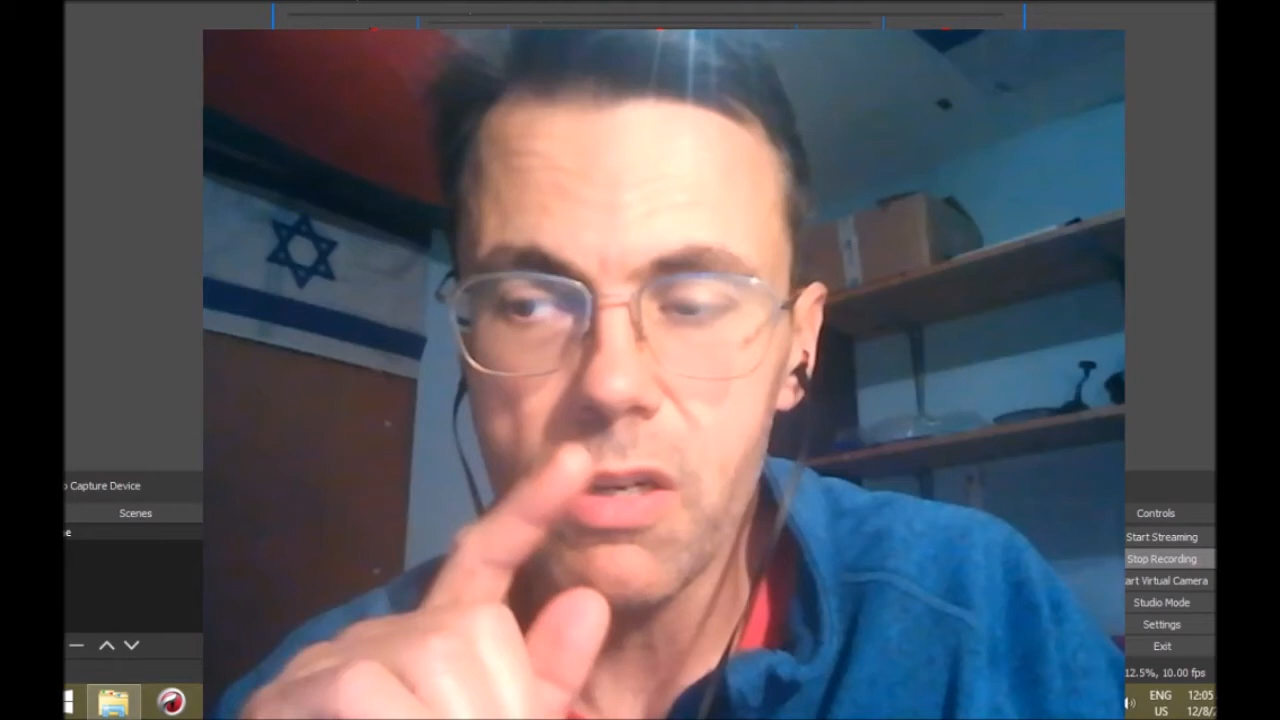 Capture Device
Scenes
Controls
Start Streaming
Stop Recording
art Virtual Camera
Studio Mode
Settings
Exit
12.5%, 10.00 fps
ENG
US
12:05
12/8/